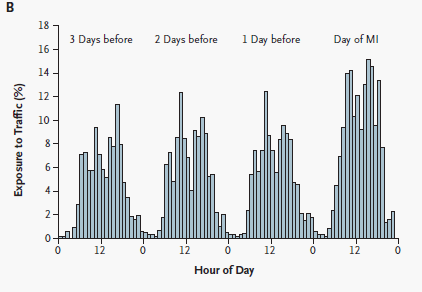 B
18
3 Days before 2 Days before 1 Day before Day of MI
16
14
12
10
8
6
4
2
0
Exposure to Traffic (%)
0 12 0 12 0 12 0 12 0
Hour of Day